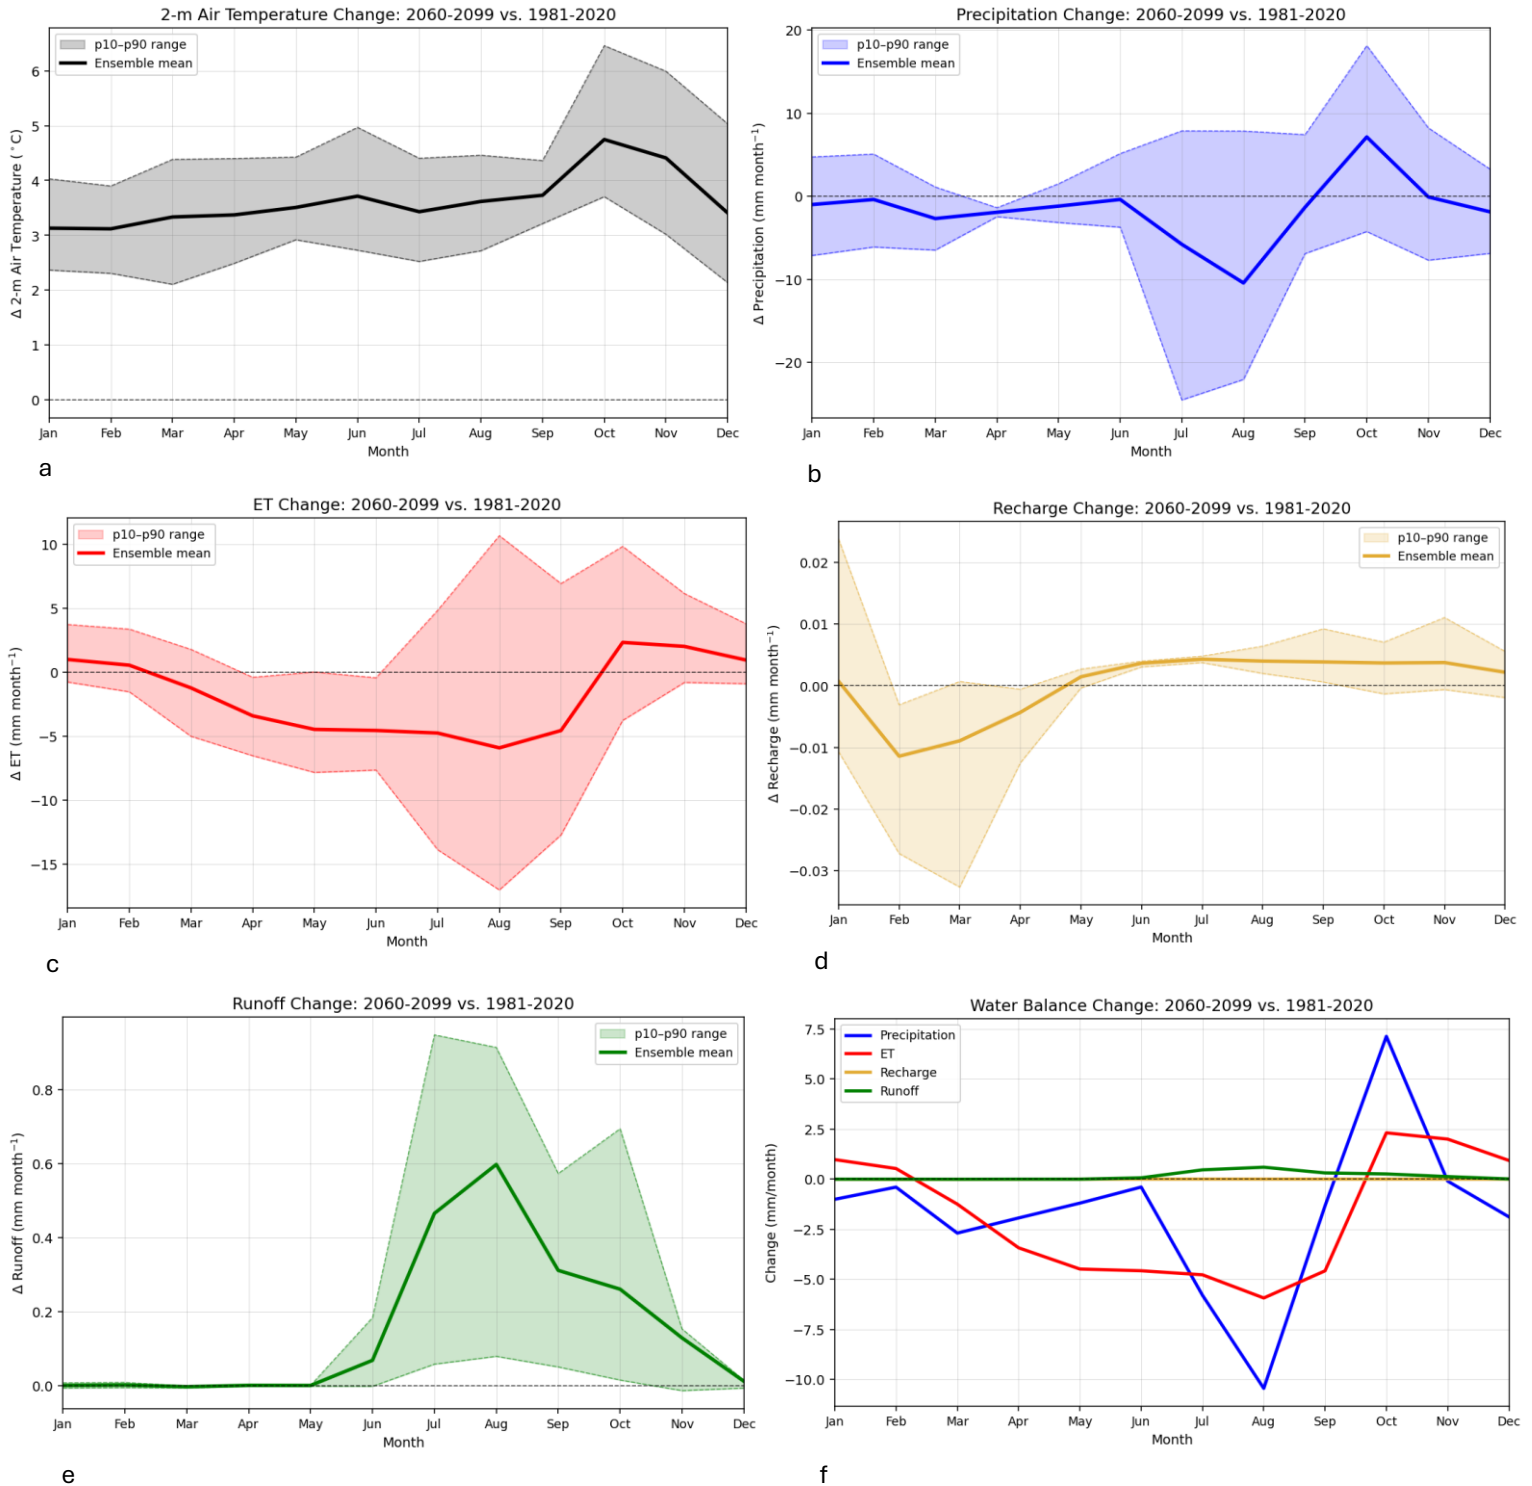 2-m Air Temperature Change: 2060-2099 vs. 1981-2020
p10–p90 range
Ensemble mean
Δ 2-m Air Temperature (°C)
6
5
4
3
2
1
0
Jan Feb Mar Apr May Jun Jul Aug Sep Oct Nov Dec
Month
a
Precipitation Change: 2060-2099 vs. 1981-2020
p10–p90 range
Ensemble mean
Δ Precipitation (mm month⁻¹)
20
10
0
−10
−20
Jan Feb Mar Apr May Jun Jul Aug Sep Oct Nov Dec
Month
b
ET Change: 2060-2099 vs. 1981-2020
p10–p90 range
Ensemble mean
Δ ET (mm month⁻¹)
10
5
0
−5
−10
−15
Jan Feb Mar Apr May Jun Jul Aug Sep Oct Nov Dec
Month
c
Recharge Change: 2060-2099 vs. 1981-2020
p10–p90 range
Ensemble mean
Δ Recharge (mm month⁻¹)
0.02
0.01
0.00
−0.01
−0.02
−0.03
Jan Feb Mar Apr May Jun Jul Aug Sep Oct Nov Dec
Month
d
Runoff Change: 2060-2099 vs. 1981-2020
p10–p90 range
Ensemble mean
Δ Runoff (mm month⁻¹)
0.8
0.6
0.4
0.2
0.0
Jan Feb Mar Apr May Jun Jul Aug Sep Oct Nov Dec
Month
e
Water Balance Change: 2060-2099 vs. 1981-2020
Precipitation
ET
Recharge
Runoff
Change (mm/month)
7.5
5.0
2.5
0.0
−2.5
−5.0
−7.5
−10.0
Jan Feb Mar Apr May Jun Jul Aug Sep Oct Nov Dec
Month
f